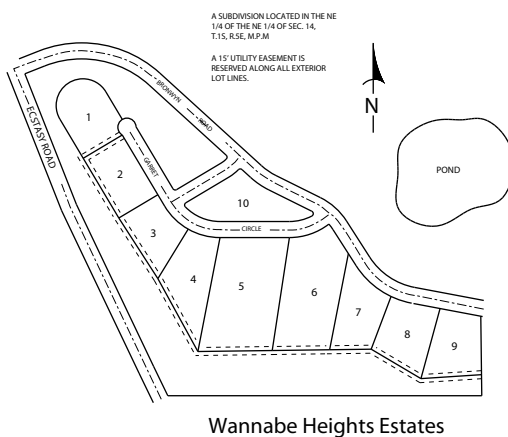 A SUBDIVISION LOCATED IN THE NE
1/4 OF THE NE 1/4 OF SEC. 14,
T.1S, R.5E, M.P.M
A 15' UTILITY EASEMENT IS
RESERVED ALONG ALL EXTERIOR
LOT LINES.
N
BRONWYN ROAD
ECSTASY ROAD
GARRET
CIRCLE
POND
1
2
3
4
5
6
7
8
9
10
Wannabe Heights Estates